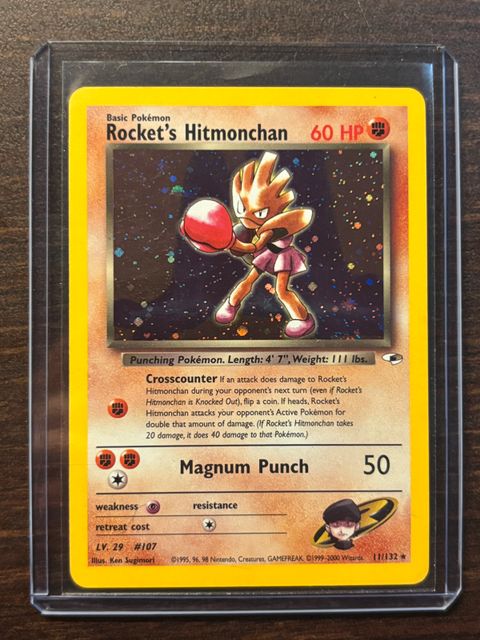 Basic Pokémon
Rocket's Hitmonchan 60 HP
Punching Pokémon. Length: 4' 7", Weight: 111 lbs.
Crosscounter If an attack does damage to Rocket's
Hitmonchan during your opponent's next turn (even if Rocket's
Hitmonchan is Knocked Out), flip a coin. If heads, Rocket's
Hitmonchan attacks your opponent's Active Pokémon for
double that amount of damage. (If Rocket's Hitmonchan takes
20 damage, it does 40 damage to that Pokémon.)
Magnum Punch 50
weakness resistance
retreat cost
LV. 29 #107
Illus. Ken Sugimori ©1995, 96, 98 Nintendo, Creatures, GAMEFREAK. ©1999-2000 Wizards. 11/132 ★